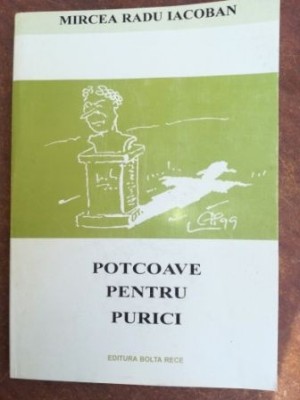 MIRCEA RADU IACOBAN
POTCOAVE
PENTRU
PURICI
EDITURA BOLTA RECE